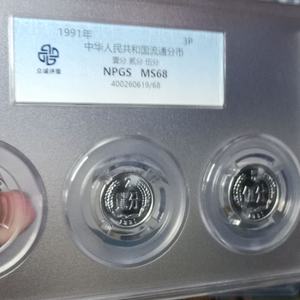 1991年
中华人民共和国流通分币
3P
壹分 贰分 伍分
NPGS MS68
400260619/68
众诚评级